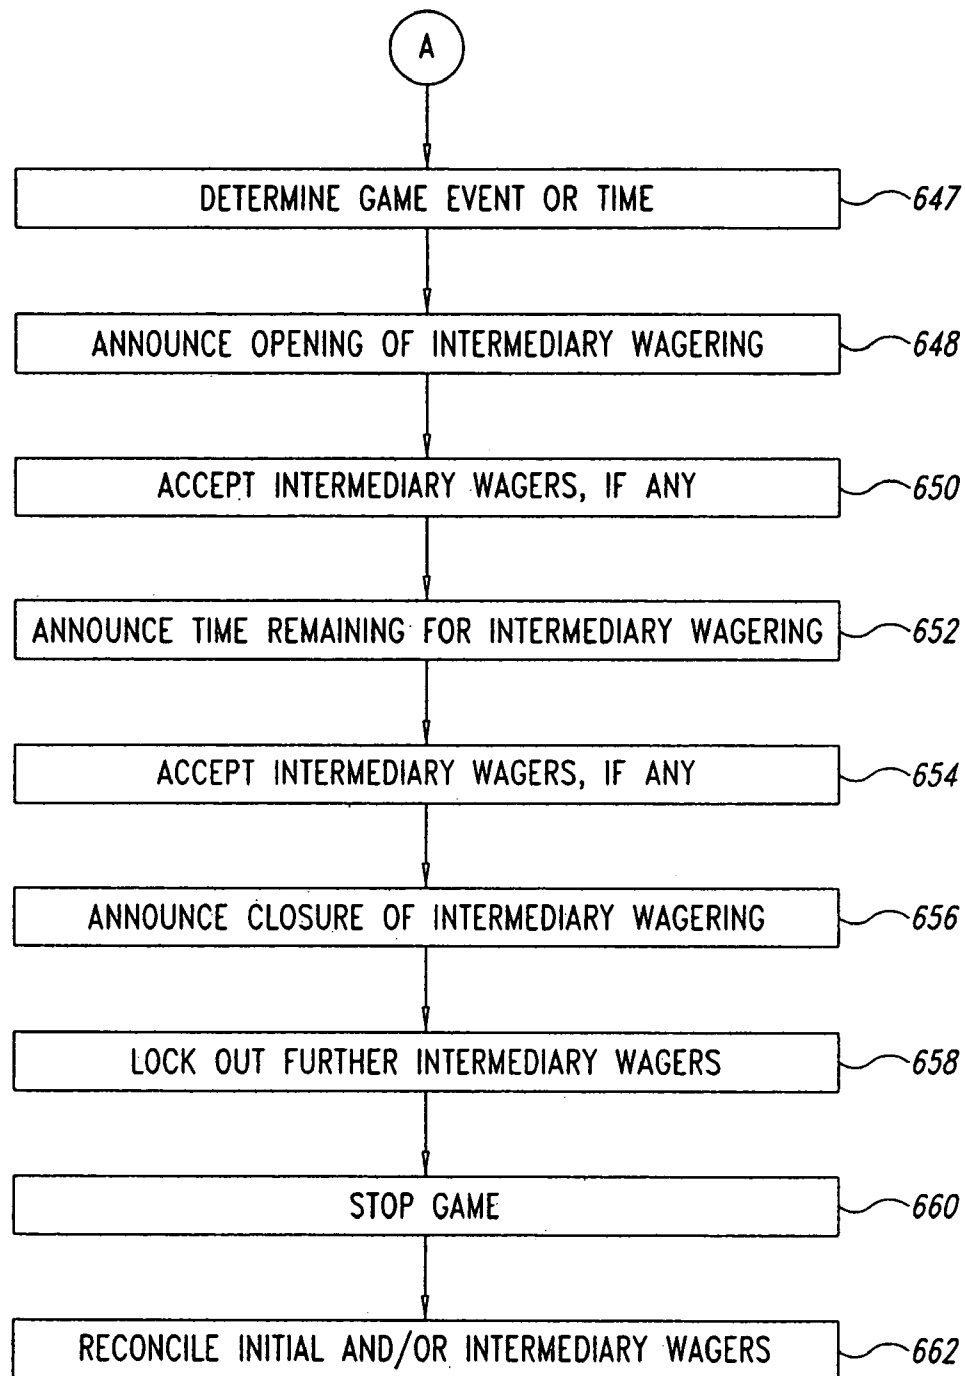 A
DETERMINE GAME EVENT OR TIME
647
ANNOUNCE OPENING OF INTERMEDIARY WAGERING
648
ACCEPT INTERMEDIARY WAGERS, IF ANY
650
ANNOUNCE TIME REMAINING FOR INTERMEDIARY WAGERING
652
ACCEPT INTERMEDIARY WAGERS, IF ANY
654
ANNOUNCE CLOSURE OF INTERMEDIARY WAGERING
656
LOCK OUT FURTHER INTERMEDIARY WAGERS
658
STOP GAME
660
RECONCILE INITIAL AND/OR INTERMEDIARY WAGERS
662